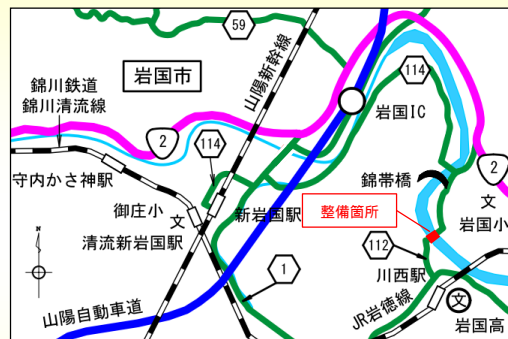 59
岩国市
山陽新幹線
114
錦川鉄道
錦川清流線
岩国IC
2
114
守内かさ神駅
錦帯橋
2
文
岩国小
御庄小
文
新岩国駅
整備箇所
清流新岩国駅
112
川西駅
1
N
山陽自動車道
JR岩徳線
文
岩国高